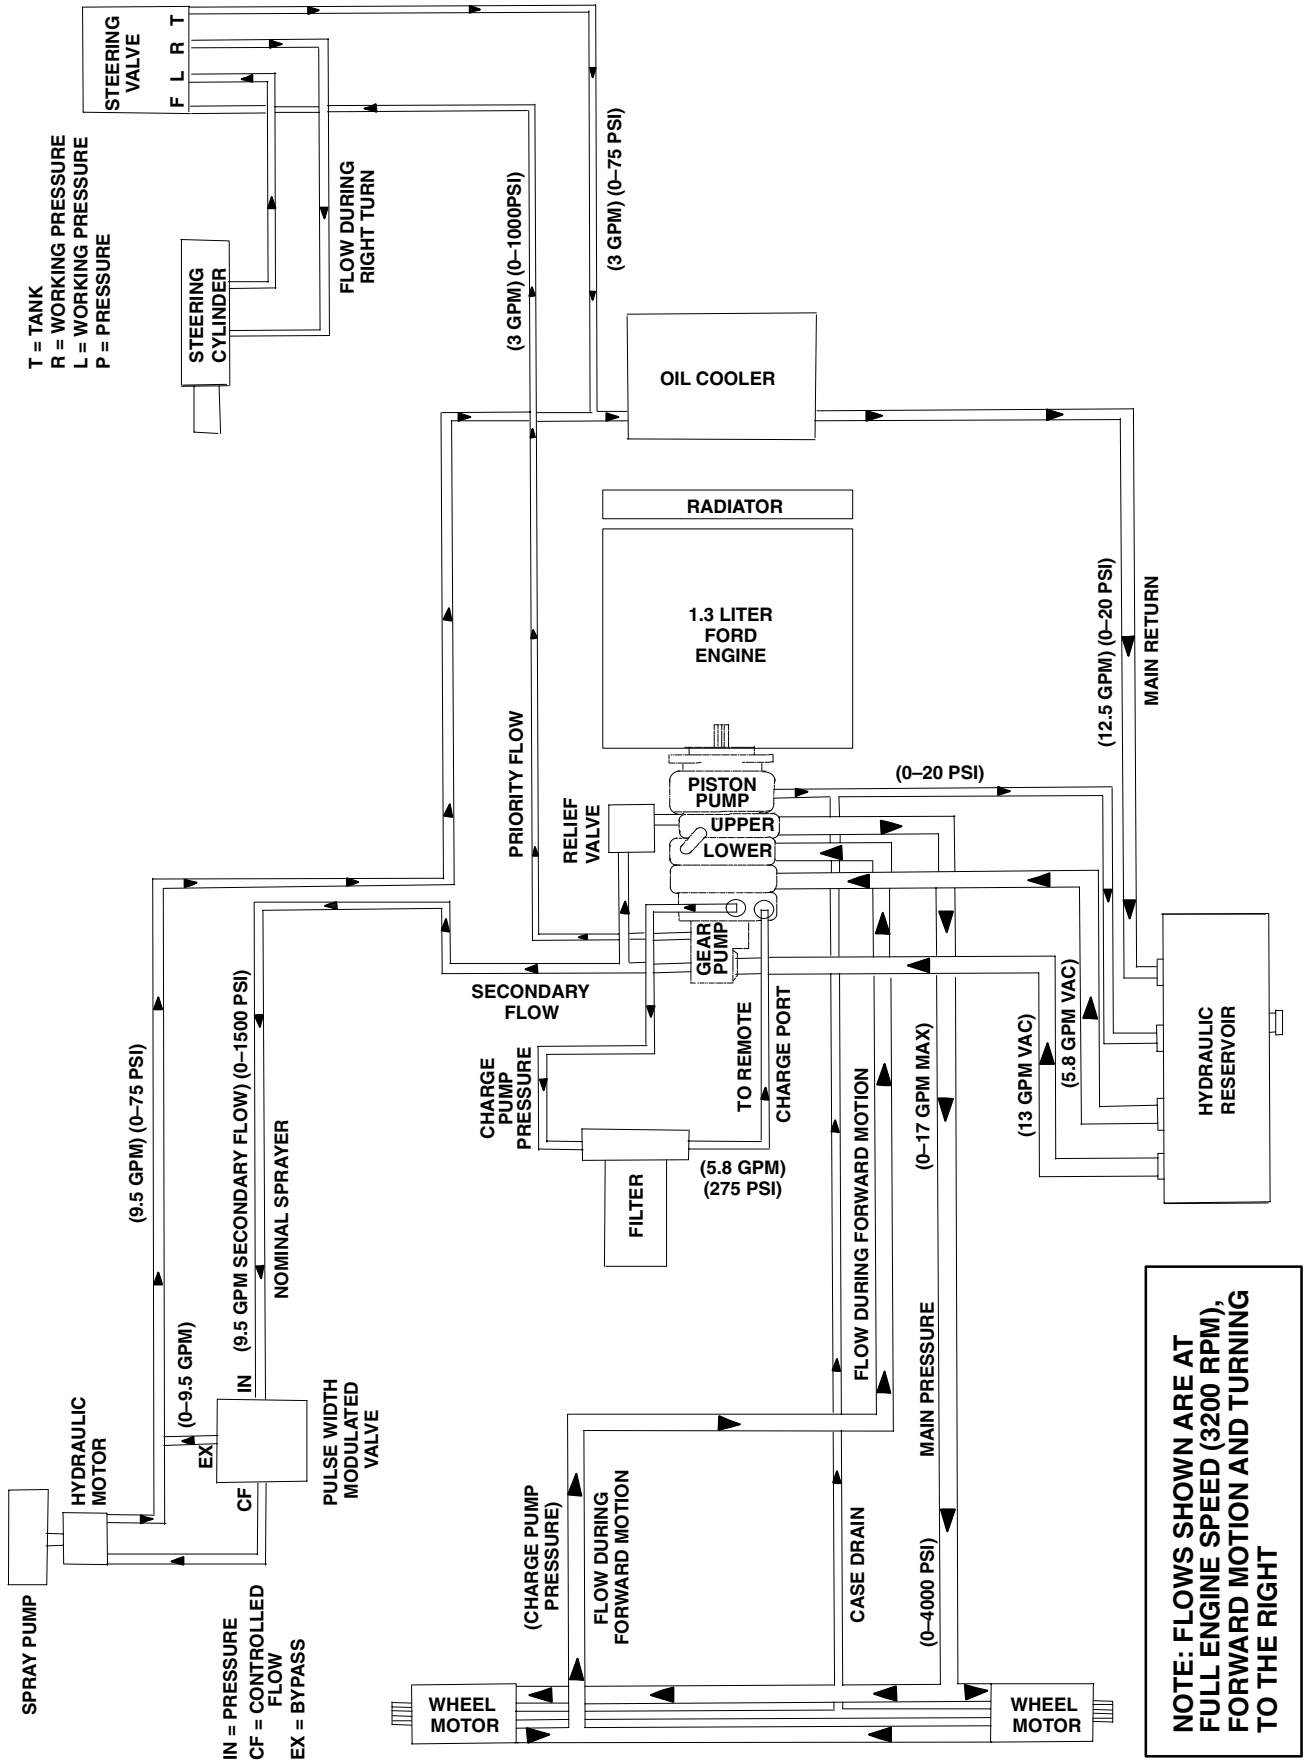 T = TANK
R = WORKING PRESSURE
L = WORKING PRESSURE
P = PRESSURE
STEERING
VALVE
F L R T
STEERING
CYLINDER
FLOW DURING
RIGHT TURN
(3 GPM) (0–1000PSI)
(3 GPM) (0–75 PSI)
OIL COOLER
RADIATOR
1.3 LITER
FORD
ENGINE
(12.5 GPM) (0–20 PSI)
MAIN RETURN
PRIORITY FLOW
RELIEF
VALVE
PISTON
PUMP
UPPER
LOWER
GEAR
PUMP
(0–20 PSI)
SECONDARY
FLOW
CHARGE
PUMP
PRESSURE
TO REMOTE
CHARGE PORT
FILTER
(5.8 GPM)
(275 PSI)
(13 GPM VAC)
(5.8 GPM VAC)
HYDRAULIC
RESERVOIR
(9.5 GPM) (0–75 PSI)
(9.5 GPM SECONDARY FLOW) (0–1500 PSI)
NOMINAL SPRAYER
(0–9.5 GPM)
IN
EX
CF
PULSE WIDTH
MODULATED
VALVE
HYDRAULIC
MOTOR
SPRAY PUMP
IN = PRESSURE
CF = CONTROLLED
FLOW
EX = BYPASS
(CHARGE PUMP
PRESSURE)
FLOW DURING
FORWARD MOTION
FLOW DURING FORWARD MOTION
CASE DRAIN
(0–17 GPM MAX)
MAIN PRESSURE
(0–4000 PSI)
WHEEL
MOTOR
WHEEL
MOTOR
NOTE: FLOWS SHOWN ARE AT
FULL ENGINE SPEED (3200 RPM),
FORWARD MOTION AND TURNING
TO THE RIGHT